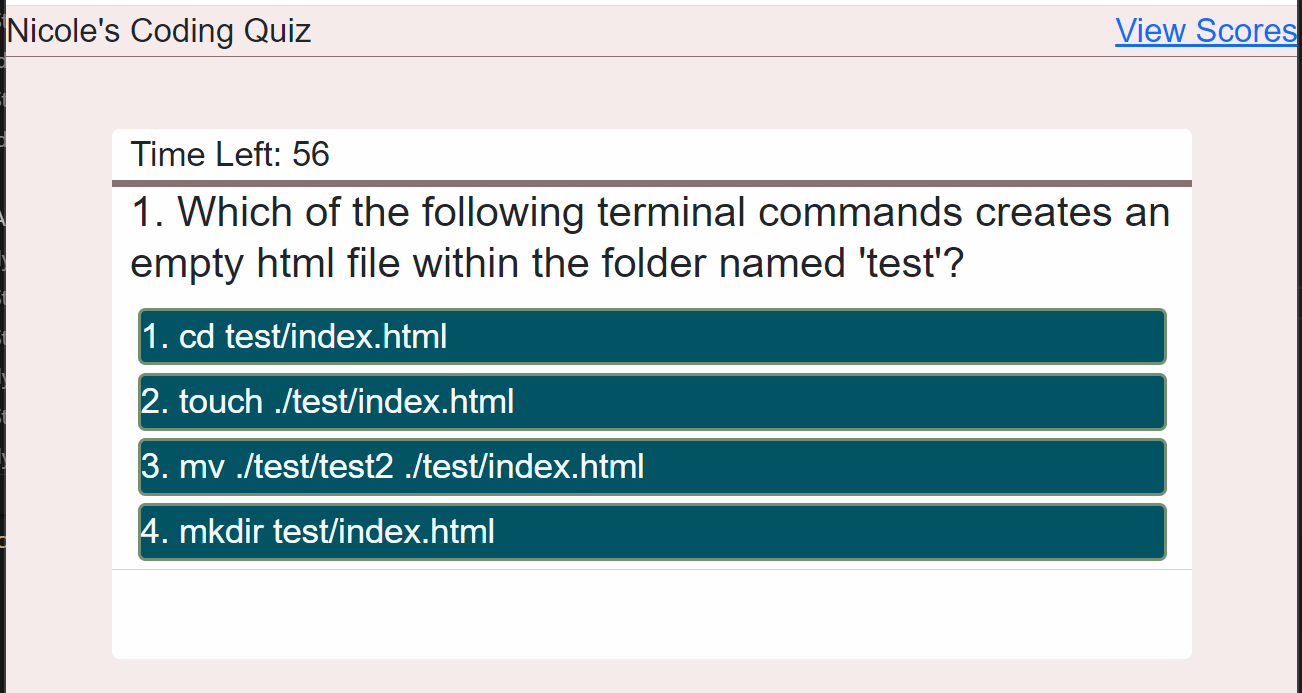 Nicole's Coding Quiz
View Scores
Time Left: 56
1. Which of the following terminal commands creates an
empty html file within the folder named 'test'?
1. cd test/index.html
2. touch ./test/index.html
3. mv ./test/test2 ./test/index.html
4. mkdir test/index.html